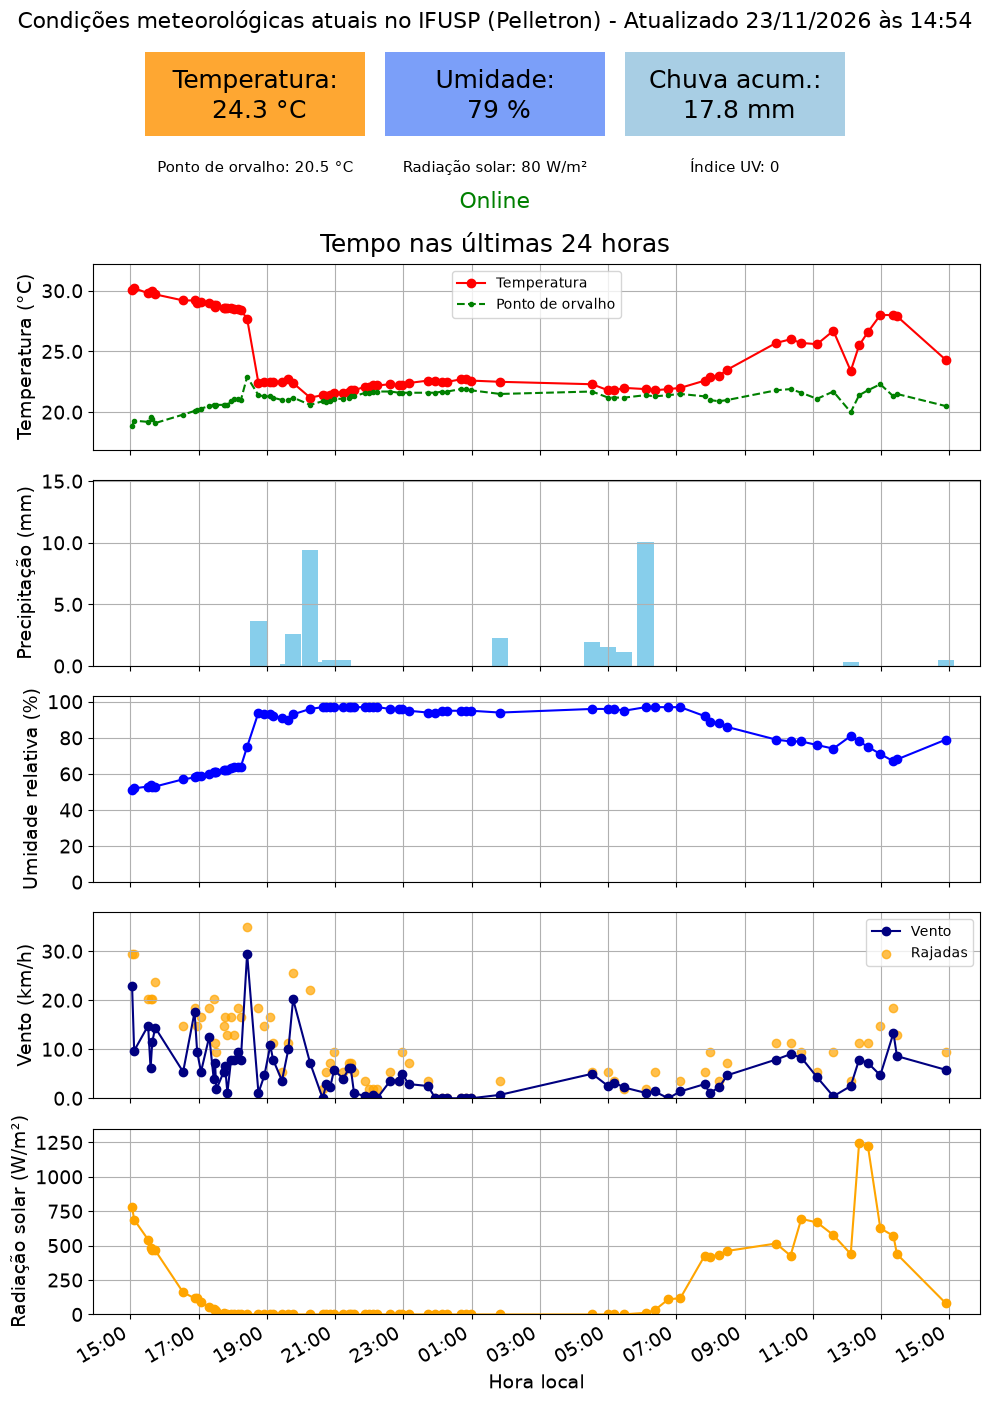 Condições meteorológicas atuais no IFUSP (Pelletron) - Atualizado 23/11/2026 às 14:54
Temperatura:
24.3 °C
Umidade:
79 %
Chuva acum.:
17.8 mm
Ponto de orvalho: 20.5 °C
Radiação solar: 80 W/m²
Índice UV: 0
Online
Tempo nas últimas 24 horas
Temperatura (°C)
30.0
25.0
20.0
Temperatura
Ponto de orvalho
Precipitação (mm)
15.0
10.0
5.0
0.0
Umidade relativa (%)
100
80
60
40
20
0
Vento (km/h)
30.0
20.0
10.0
0.0
Vento
Rajadas
Radiação solar (W/m²)
1250
1000
750
500
250
0
15:00
17:00
19:00
21:00
23:00
01:00
03:00
05:00
07:00
09:00
11:00
13:00
15:00
Hora local